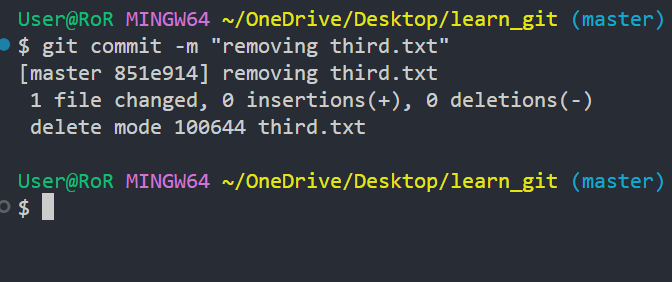 User@RoR MINGW64 ~/OneDrive/Desktop/learn_git (master)
$ git commit -m "removing third.txt"
[master 851e914] removing third.txt
 1 file changed, 0 insertions(+), 0 deletions(-)
 delete mode 100644 third.txt

User@RoR MINGW64 ~/OneDrive/Desktop/learn_git (master)
$